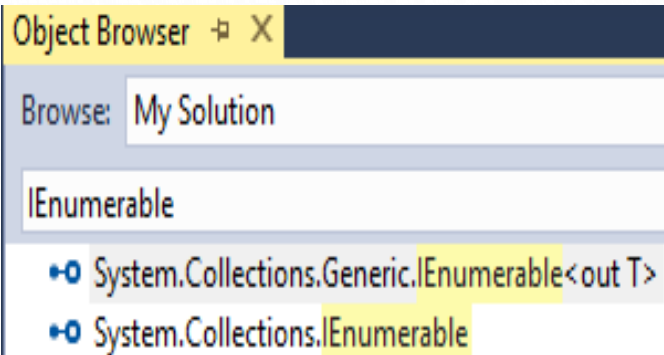 Object Browser
Browse: My Solution
IEnumerable
System.Collections.Generic.IEnumerable<out T>
System.Collections.IEnumerable